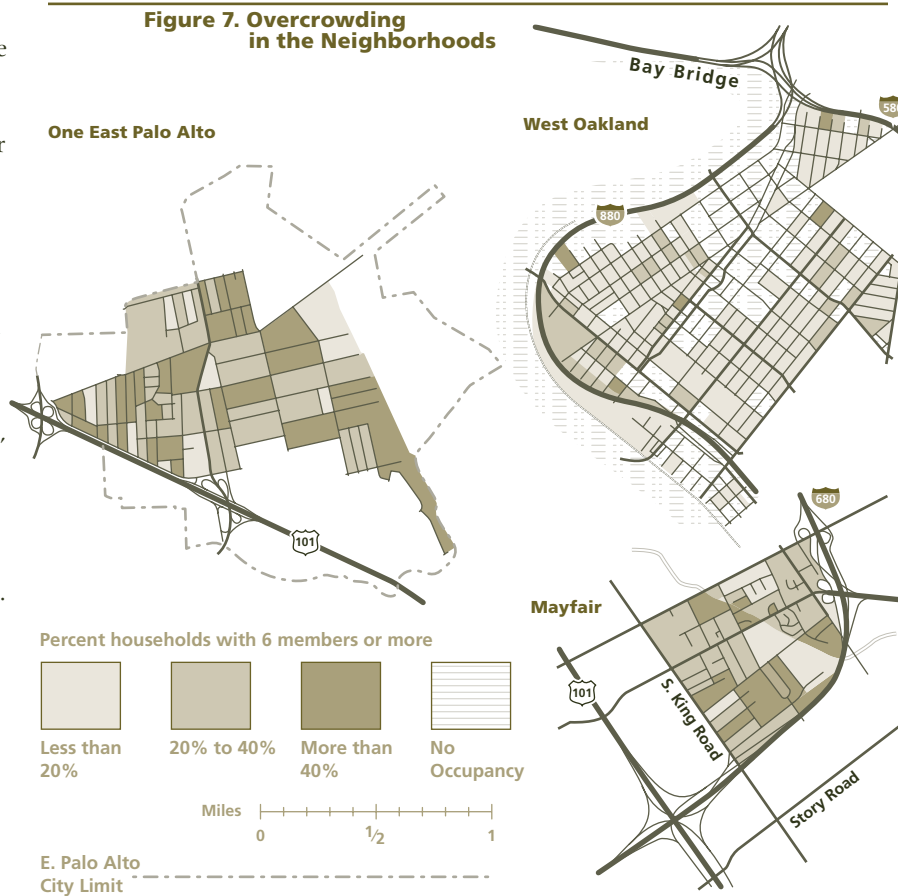 Figure 7. Overcrowding
in the Neighborhoods
e
r
,
.
One East Palo Alto
West Oakland
Bay Bridge
580
880
101
680
Mayfair
101
S. King Road
Story Road
Percent households with 6 members or more
Less than
20%
20% to 40%
More than
40%
No
Occupancy
Miles
0
1/2
1
E. Palo Alto
City Limit